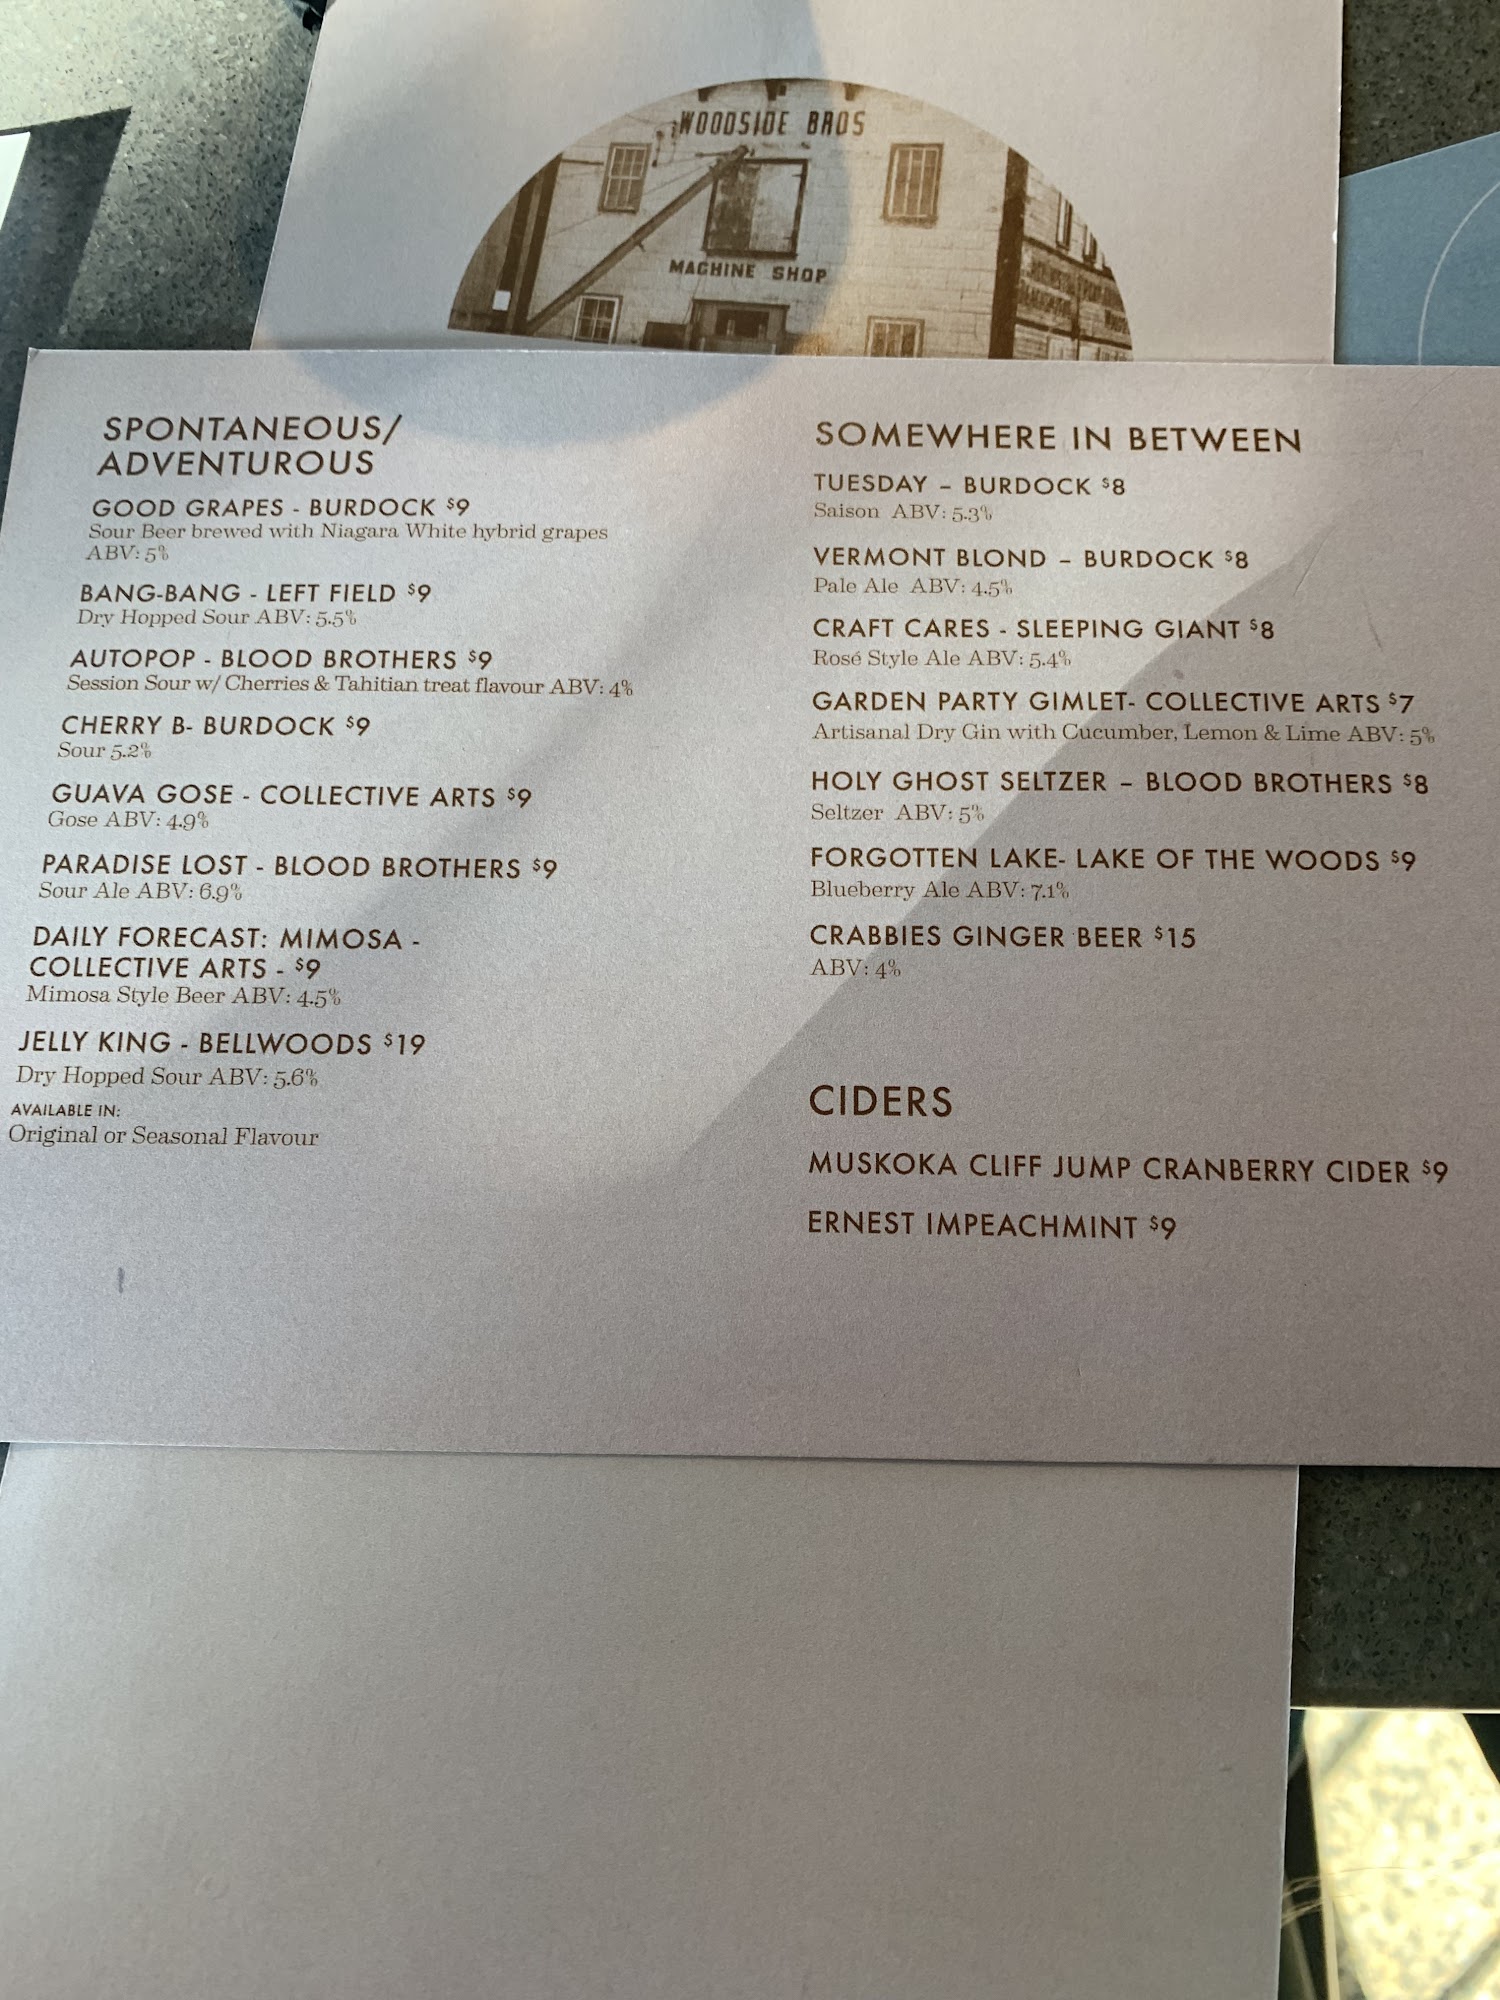 WOODSIDE BROS
MACHINE SHOP
SPONTANEOUS/
ADVENTUROUS
GOOD GRAPES - BURDOCK $9
Sour Beer brewed with Niagara White hybrid grapes
ABV: 5%
BANG-BANG - LEFT FIELD $9
Dry Hopped Sour ABV: 5.5%
AUTOPOP - BLOOD BROTHERS $9
Session Sour w/ Cherries & Tahitian treat flavour ABV: 4%
CHERRY B- BURDOCK $9
Sour 5.2%
GUAVA GOSE - COLLECTIVE ARTS $9
Gose ABV: 4.9%
PARADISE LOST - BLOOD BROTHERS $9
Sour Ale ABV: 6.9%
DAILY FORECAST: MIMOSA -
COLLECTIVE ARTS - $9
Mimosa Style Beer ABV: 4.5%
JELLY KING - BELLWOODS $19
Dry Hopped Sour ABV: 5.6%
AVAILABLE IN:
Original or Seasonal Flavour
SOMEWHERE IN BETWEEN
TUESDAY – BURDOCK $8
Saison ABV: 5.3%
VERMONT BLOND – BURDOCK $8
Pale Ale ABV: 4.5%
CRAFT CARES - SLEEPING GIANT $8
Rosé Style Ale ABV: 5.4%
GARDEN PARTY GIMLET- COLLECTIVE ARTS $7
Artisanal Dry Gin with Cucumber, Lemon & Lime ABV: 5%
HOLY GHOST SELTZER – BLOOD BROTHERS $8
Seltzer ABV: 5%
FORGOTTEN LAKE- LAKE OF THE WOODS $9
Blueberry Ale ABV: 7.1%
CRABBIES GINGER BEER $15
ABV: 4%
CIDERS
MUSKOKA CLIFF JUMP CRANBERRY CIDER $9
ERNEST IMPEACHMINT $9